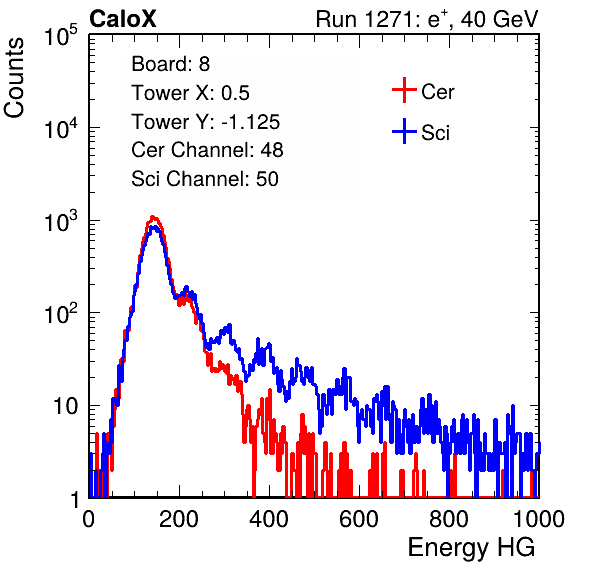 CaloX Run 1271: e⁺, 40 GeV
Counts
Board: 8
Tower X: 0.5
Tower Y: -1.125
Cer Channel: 48
Sci Channel: 50
Cer
Sci
10⁵
10⁴
10³
10²
10
1
0 200 400 600 800 1000
Energy HG